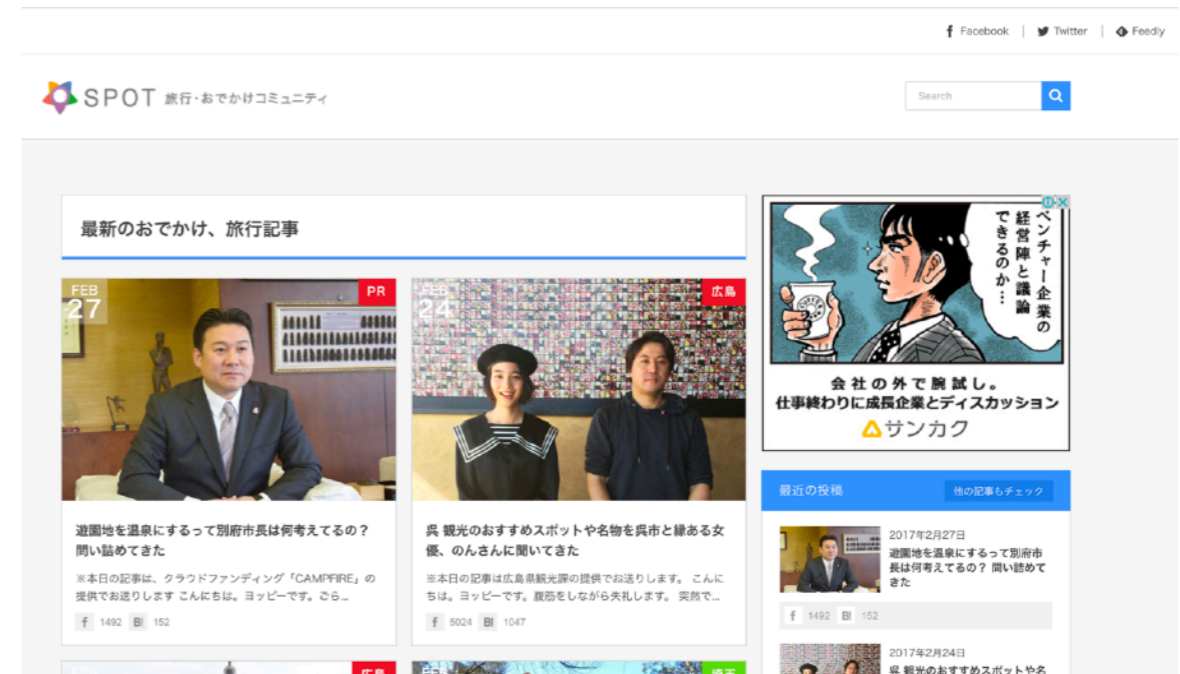 Facebook | Twitter | Feedly
SPOT 旅行・おでかけコミュニティ
Search
最新のおでかけ、旅行記事
FEB
27
PR
遊園地を温泉にするって別府市長は何考えてるの？
問い詰めてきた
※本日の記事は、クラウドファンディング「CAMPFIRE」の
提供でお送りします こんにちは。ヨッピーです。ごら...
f 1492 B! 152
FEB
24
広島
呉 観光のおすすめスポットや名物を呉市と縁ある女
優、のんさんに聞いてきた
※本日の記事は広島県観光課の提供でお送りします。 こんに
ちは。ヨッピーです。腹筋をしながら失礼します。 突然で...
f 5024 B! 1047
FEB
広島
FEB
埼玉
ベンチャー企業の
経営陣と議論
できるのか…
COFFEE
会社の外で腕試し。
仕事終わりに成長企業とディスカッション
サンカク
最近の投稿
他の記事もチェック
2017年2月27日
遊園地を温泉にするって別府市
長は何考えてるの？ 問い詰めて
きた
f 1492 B! 152
2017年2月24日
呉 観光のおすすめスポットや名